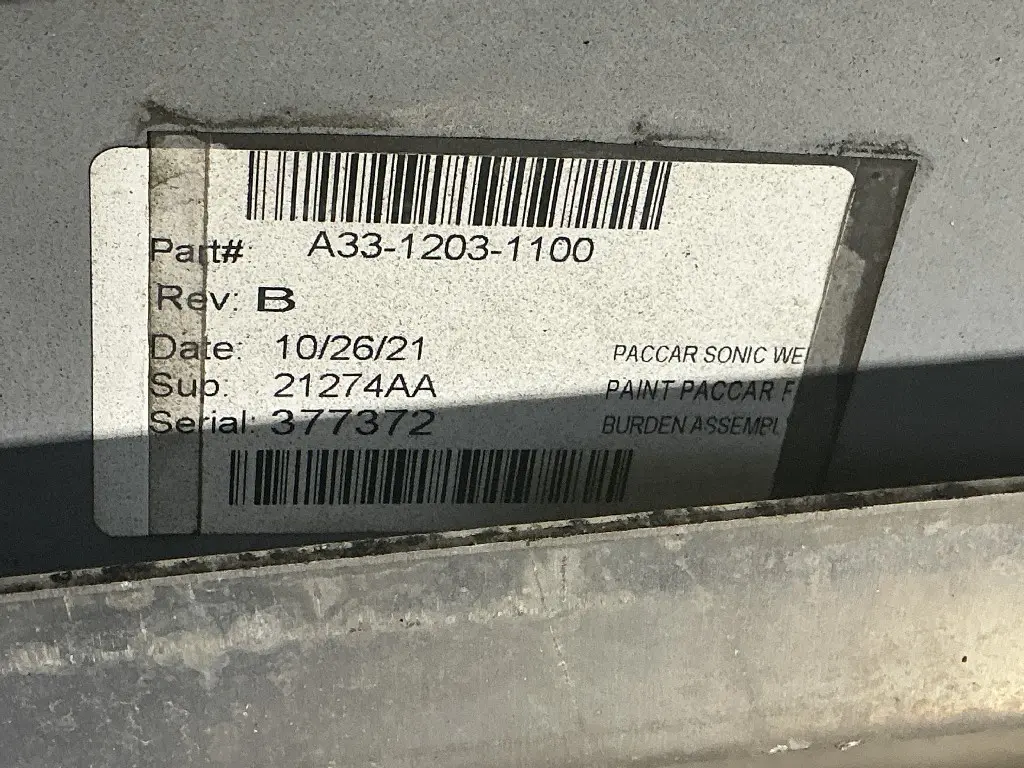 Part#: A33-1203-1100
Rev: B
Date: 10/26/21
Sub: 21274AA
Serial: 377372
PACCAR SONIC WE
PAINT PACCAR F
BURDEN ASSEMBL